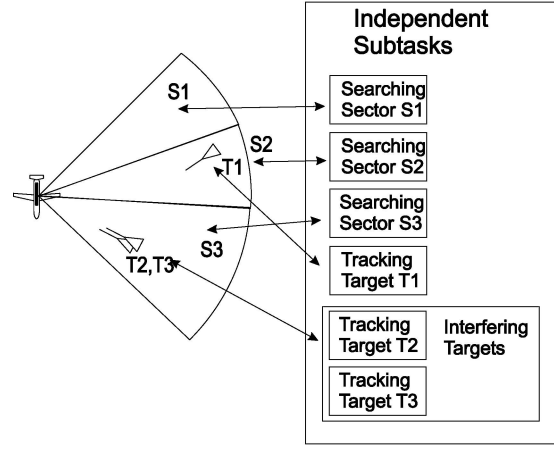 Independent
Subtasks
S1
S2
T1
S3
T2,T3
Searching
Sector S1
Searching
Sector S2
Searching
Sector S3
Tracking
Target T1
Tracking
Target T2
Interfering
Targets
Tracking
Target T3